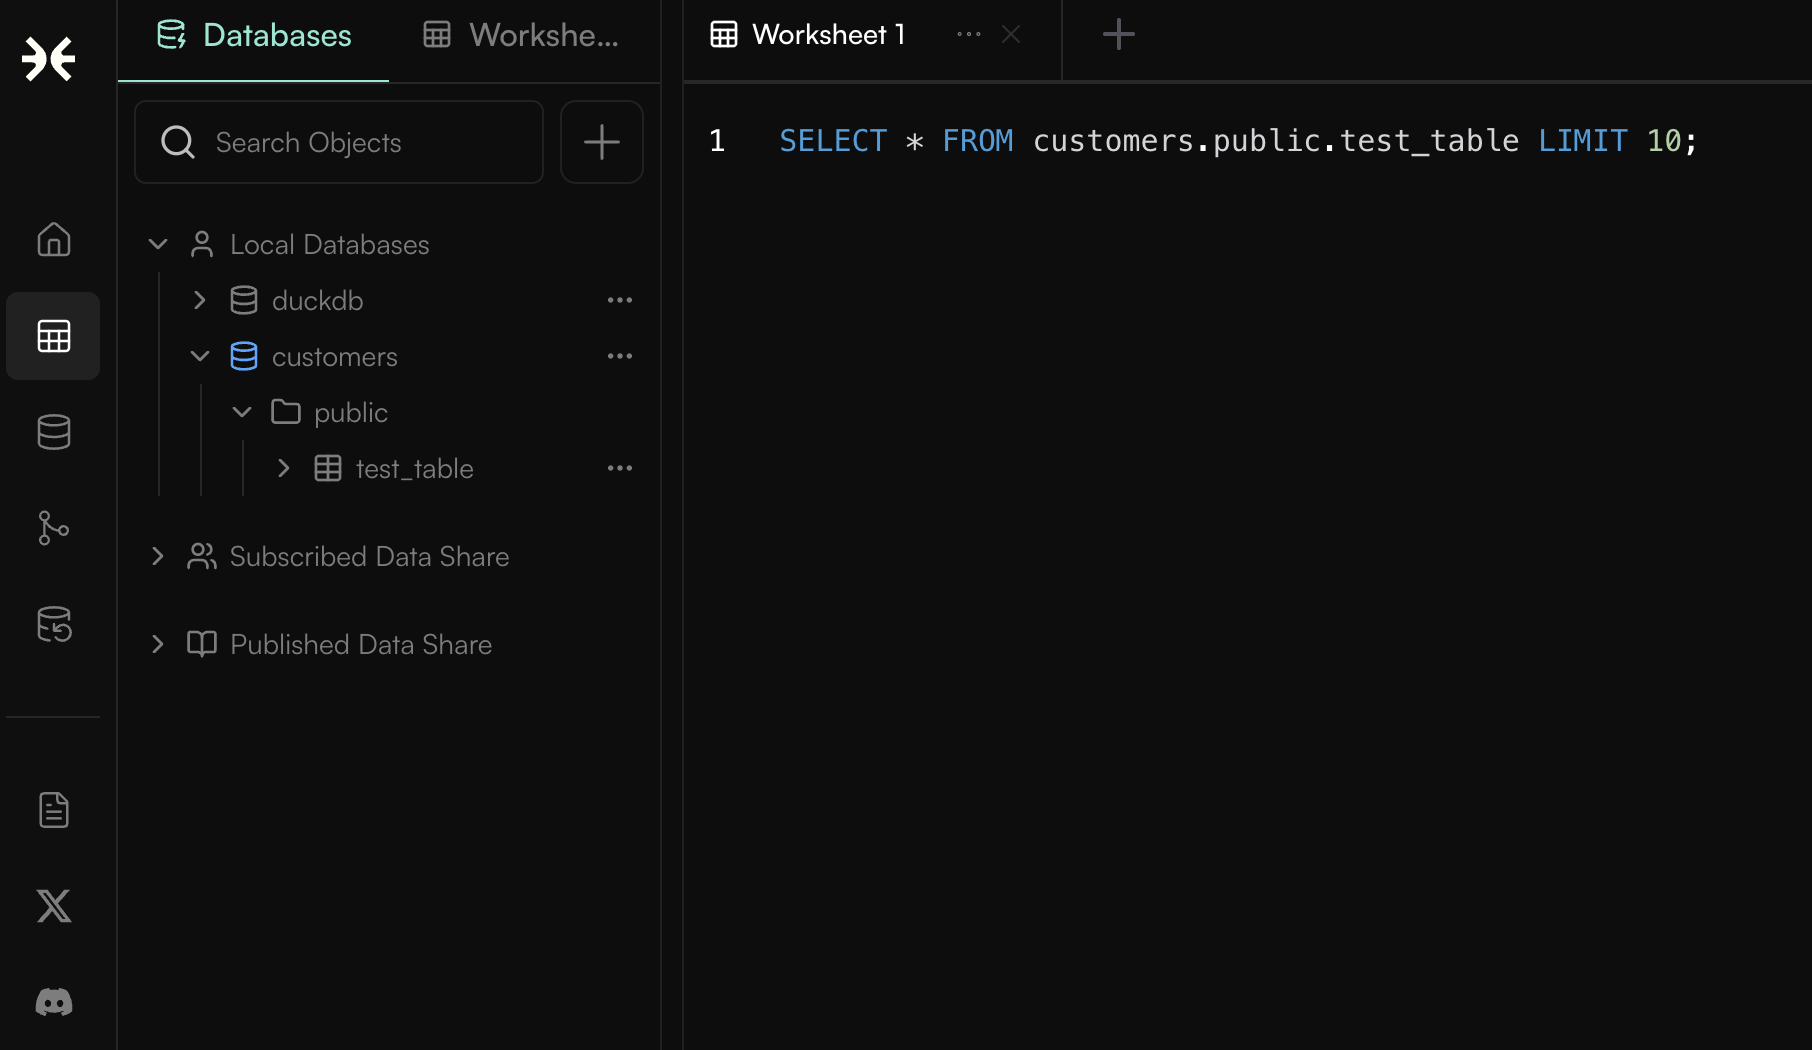 Databases
Workshe...
Search Objects
Local Databases
duckdb
customers
public
test_table
Subscribed Data Share
Published Data Share
Worksheet 1
1 SELECT * FROM customers.public.test_table LIMIT 10;